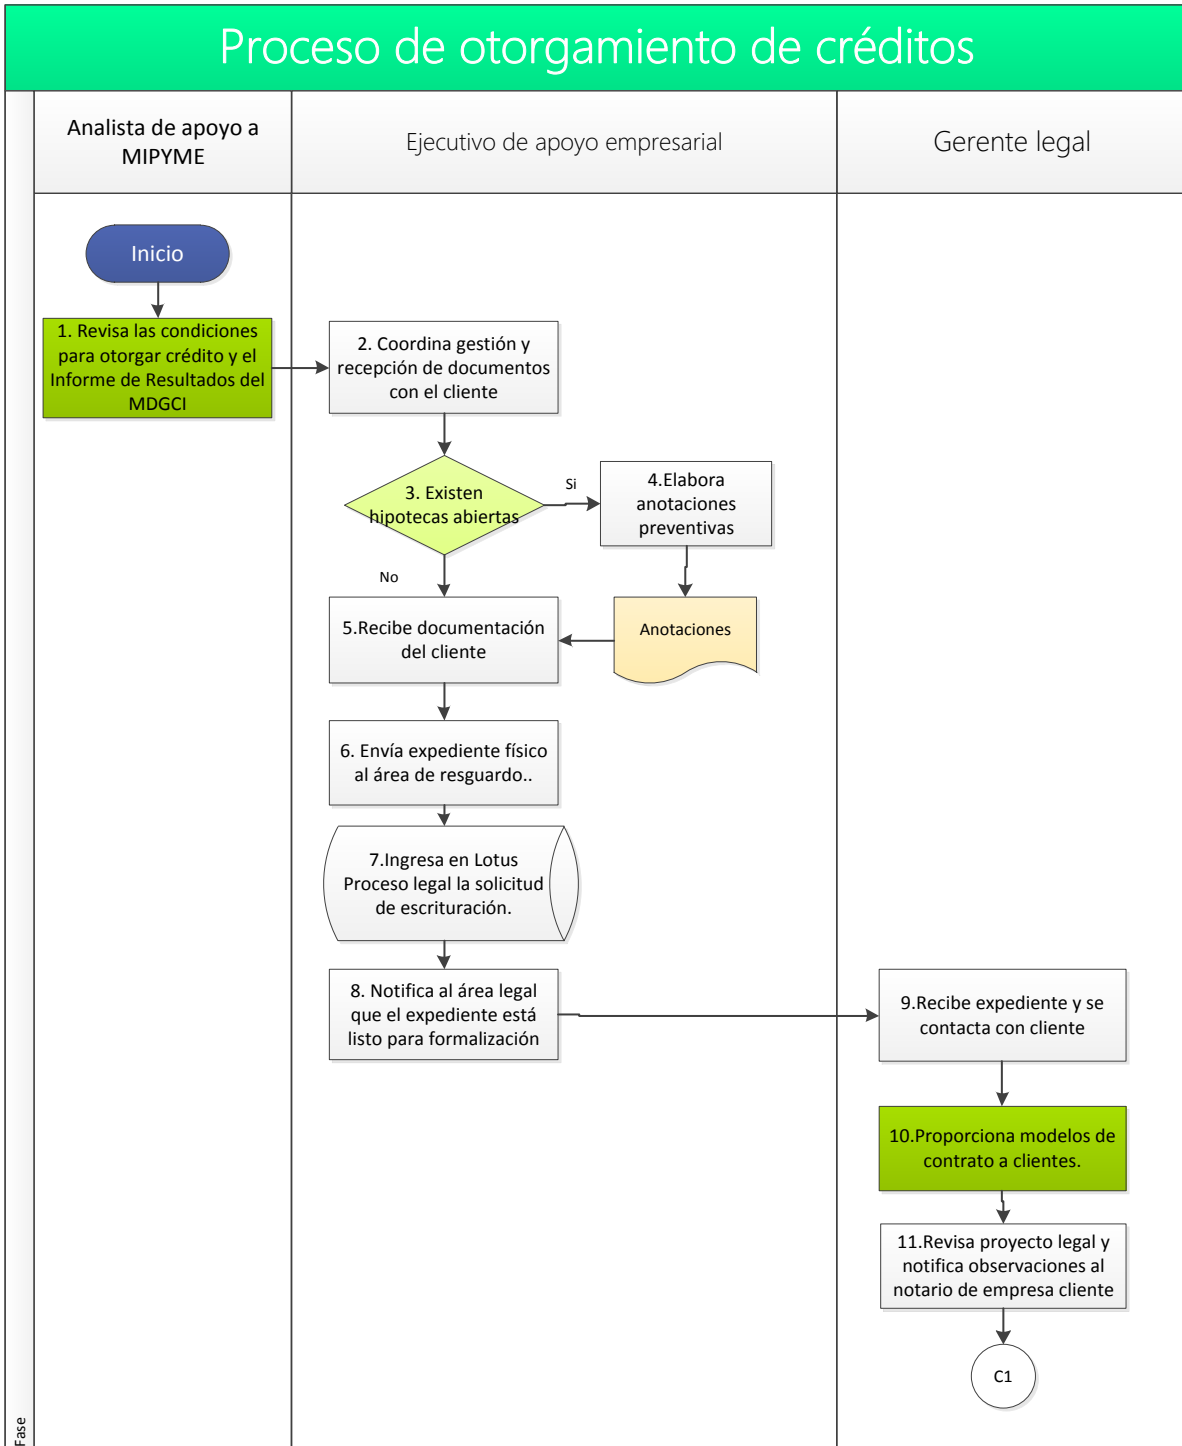 Proceso de otorgamiento de créditos
Analista de apoyo a
MIPYME
Ejecutivo de apoyo empresarial
Gerente legal
Inicio
1. Revisa las condiciones
para otorgar crédito y el
Informe de Resultados del
MDGCI
2. Coordina gestión y
recepción de documentos
con el cliente
3. Existen
hipotecas abiertas
Si
4.Elabora
anotaciones
preventivas
No
Anotaciones
5.Recibe documentación
del cliente
6. Envía expediente físico
al área de resguardo..
7.Ingresa en Lotus
Proceso legal la solicitud
de escrituración.
8. Notifica al área legal
que el expediente está
listo para formalización
9.Recibe expediente y se
contacta con cliente
10.Proporciona modelos de
contrato a clientes.
11.Revisa proyecto legal y
notifica observaciones al
notario de empresa cliente
C1
Fase